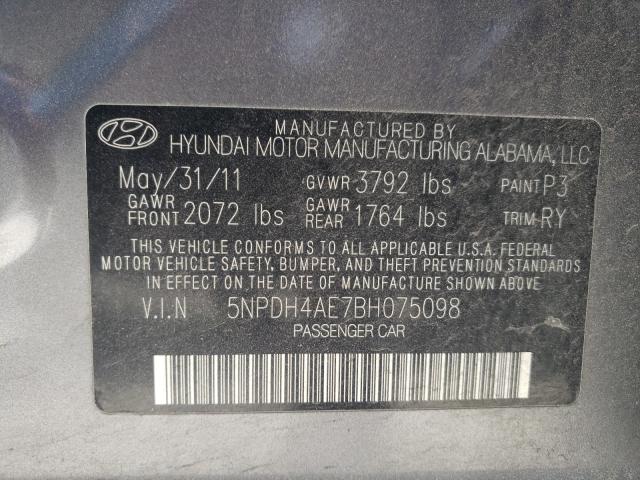 MANUFACTURED BY
HYUNDAI MOTOR MANUFACTURING ALABAMA, LLC
May/31/11 GVWR 3792 lbs PAINT P3
GAWR FRONT 2072 lbs GAWR REAR 1764 lbs TRIM-RY
THIS VEHICLE CONFORMS TO ALL APPLICABLE U.S.A. FEDERAL
MOTOR VEHICLE SAFETY, BUMPER, AND THEFT PREVENTION STANDARDS
IN EFFECT ON THE DATE OF MANUFACTURE SHOWN ABOVE.
V.I.N 5NPDH4AE7BH075098
PASSENGER CAR